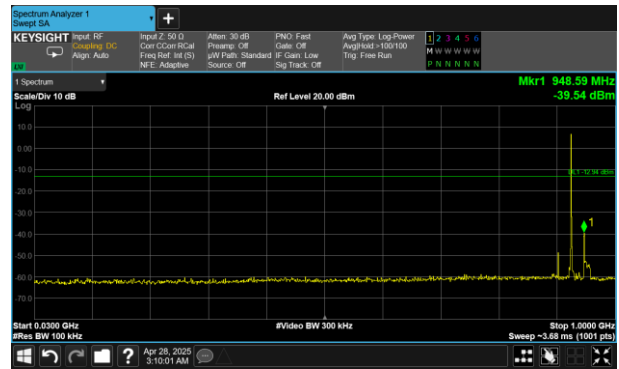 Spectrum Analyzer 1
Swept SA
KEYSIGHT
Input: RF
Coupling: DC
Align: Auto
Input Z: 50 Ω
Corr CCorr RCal
Freq Ref: Int (S)
NFE: Adaptive
Atten: 30 dB
Preamp: Off
µW Path: Standard
Source: Off
PNO: Fast
Gate: Off
IF Gain: Low
Sig Track: Off
Avg Type: Log-Power
Avg|Hold >100/100
Trig: Free Run
1 2 3 4 5 6
M W W W W W
P N N N N N
1 Spectrum
Mkr1 948.59 MHz
-39.54 dBm
Scale/Div 10 dB
Ref Level 20.00 dBm
Log
10.0
0.00
-10.0
DL1 -12.94 dBm
-20.0
-30.0
1
-40.0
-50.0
-60.0
-70.0
Start 0.0300 GHz
#Video BW 300 kHz
Stop 1.0000 GHz
#Res BW 100 kHz
Sweep ~3.68 ms (1001 pts)
?
Apr 28, 2025
3:10:01 AM